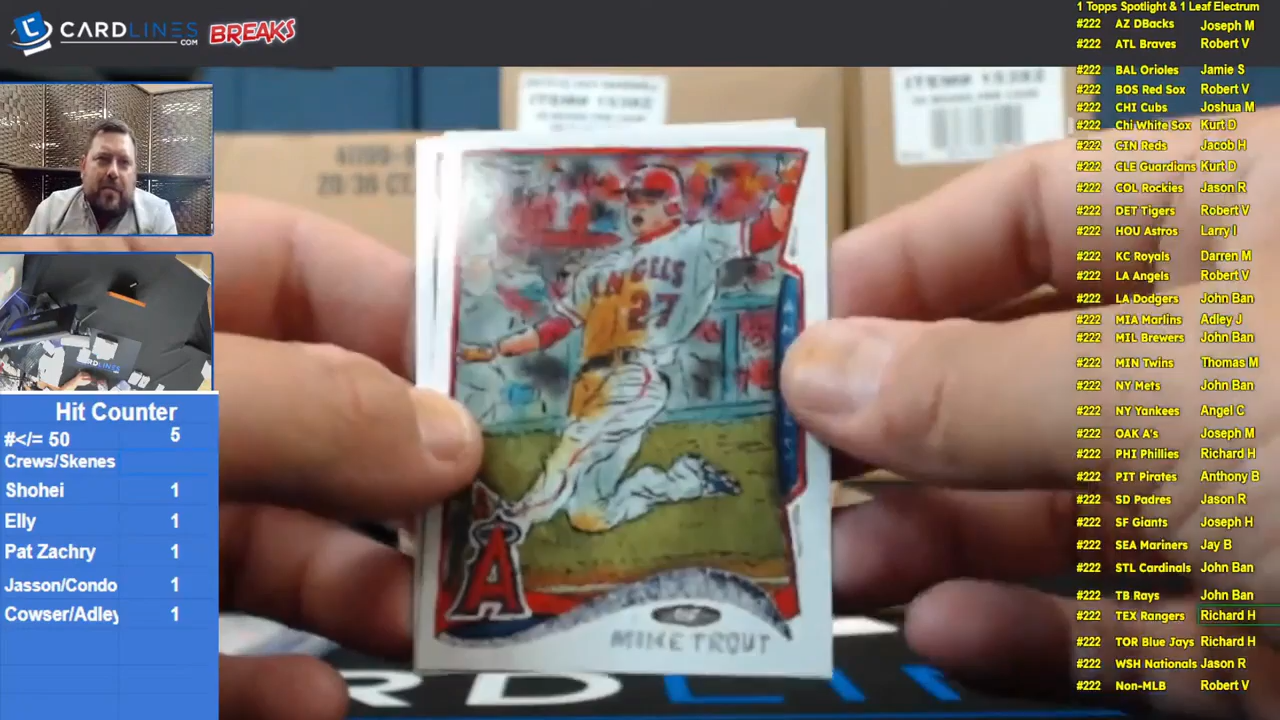 CARDLINES
.COM
BREAKS
1 Topps Spotlight & 1 Leaf Electrum
#222 AZ DBacks Joseph M
#222 ATL Braves Robert V
#222 BAL Orioles Jamie S
#222 BOS Red Sox Robert V
#222 CHI Cubs Joshua M
#222 Chi White Sox Kurt D
#222 CIN Reds Jacob H
#222 CLE Guardians Kurt D
#222 COL Rockies Jason R
#222 DET Tigers Robert V
#222 HOU Astros Larry I
#222 KC Royals Darren M
#222 LA Angels Robert V
#222 LA Dodgers John Ban
#222 MIA Marlins Adley J
#222 MIL Brewers John Ban
#222 MIN Twins Thomas M
#222 NY Mets John Ban
#222 NY Yankees Angel C
#222 OAK A's Joseph M
#222 PHI Phillies Richard H
#222 PIT Pirates Anthony B
#222 SD Padres Jason R
#222 SF Giants Joseph H
#222 SEA Mariners Jay B
#222 STL Cardinals John Ban
#222 TB Rays John Ban
#222 TEX Rangers Richard H
#222 TOR Blue Jays Richard H
#222 WSH Nationals Jason R
#222 Non-MLB Robert V
ITEM# 15382
ITEM# 15382
ANGELS
27
A
OF
MIKE TROUT
CARDLINES
Hit Counter
#</= 50 5
Crews/Skenes
Shohei 1
Elly 1
Pat Zachry 1
Jasson/Condo 1
Cowser/Adley 1
CARDLINES